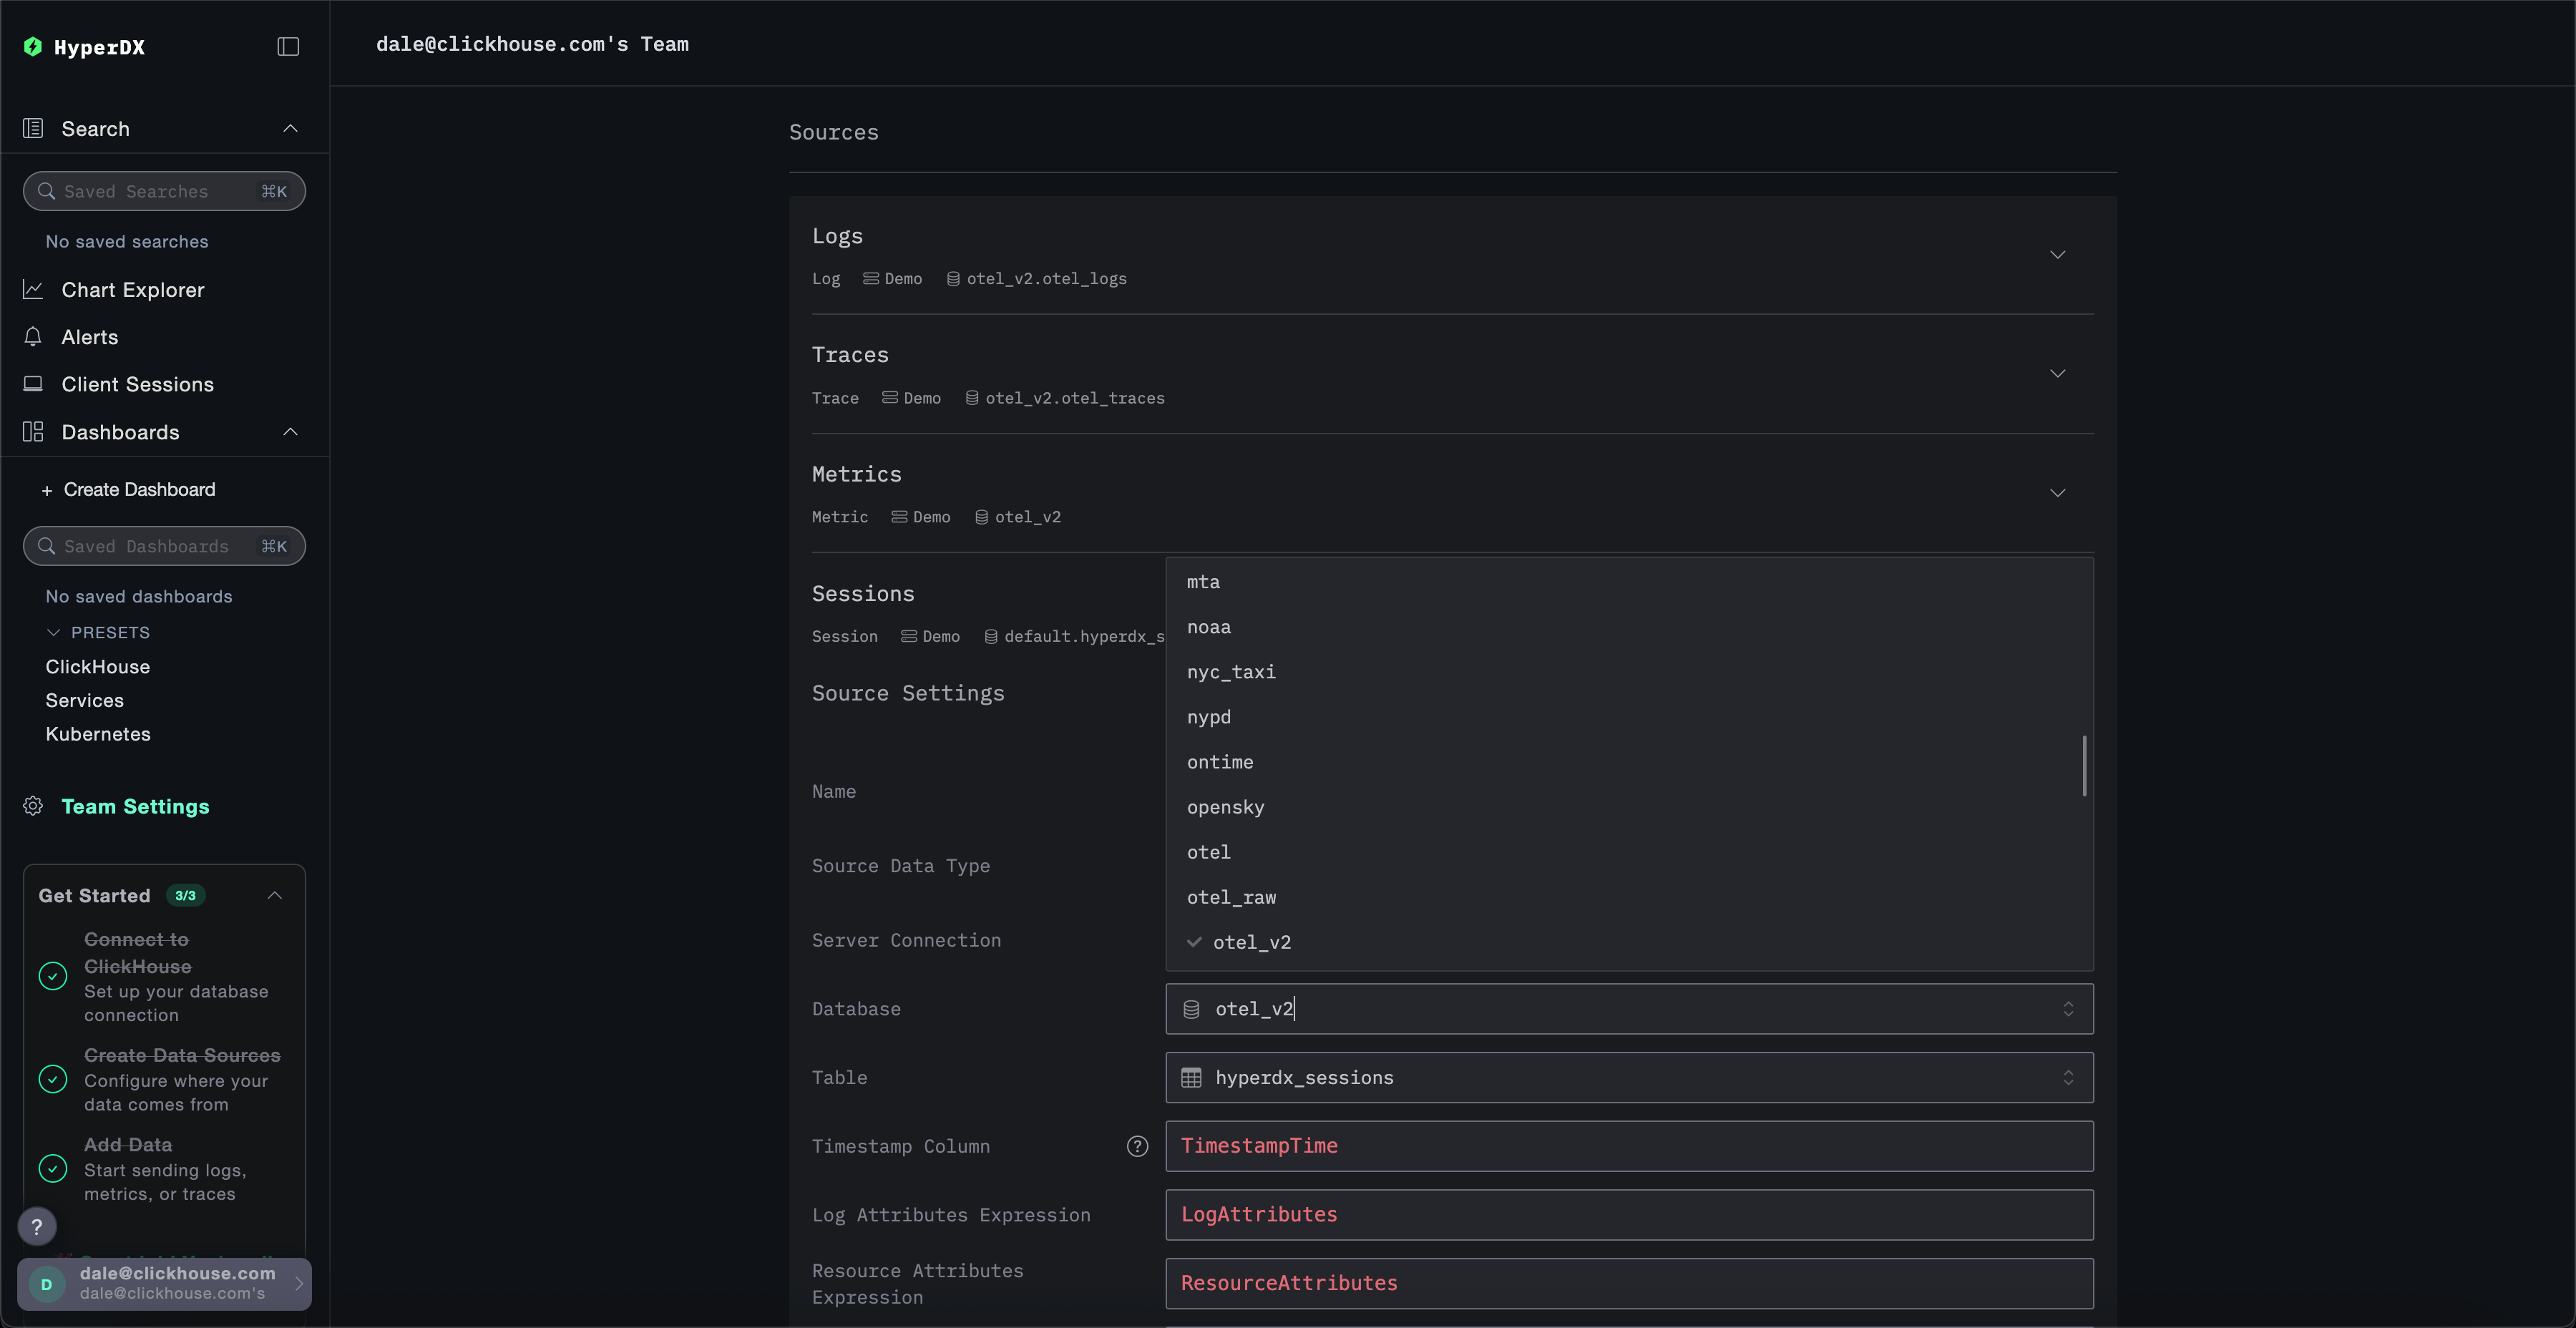 HyperDX
Search
Saved Searches ⌘K
No saved searches
Chart Explorer
Alerts
Client Sessions
Dashboards
+ Create Dashboard
Saved Dashboards ⌘K
No saved dashboards
PRESETS
ClickHouse
Services
Kubernetes
Team Settings
Get Started 3/3
Connect to
ClickHouse
Set up your database
connection
Create Data Sources
Configure where your
data comes from
Add Data
Start sending logs,
metrics, or traces
?
D
dale@clickhouse.com
dale@clickhouse.com's
dale@clickhouse.com's Team
Sources
Logs
Log Demo otel_v2.otel_logs
Traces
Trace Demo otel_v2.otel_traces
Metrics
Metric Demo otel_v2
Sessions
Session Demo default.hyperdx_s
Source Settings
Name
Source Data Type
Server Connection
mta
noaa
nyc_taxi
nypd
ontime
opensky
otel
otel_raw
otel_v2
Database otel_v2
Table hyperdx_sessions
Timestamp Column ? TimestampTime
Log Attributes Expression LogAttributes
Resource Attributes
Expression
ResourceAttributes